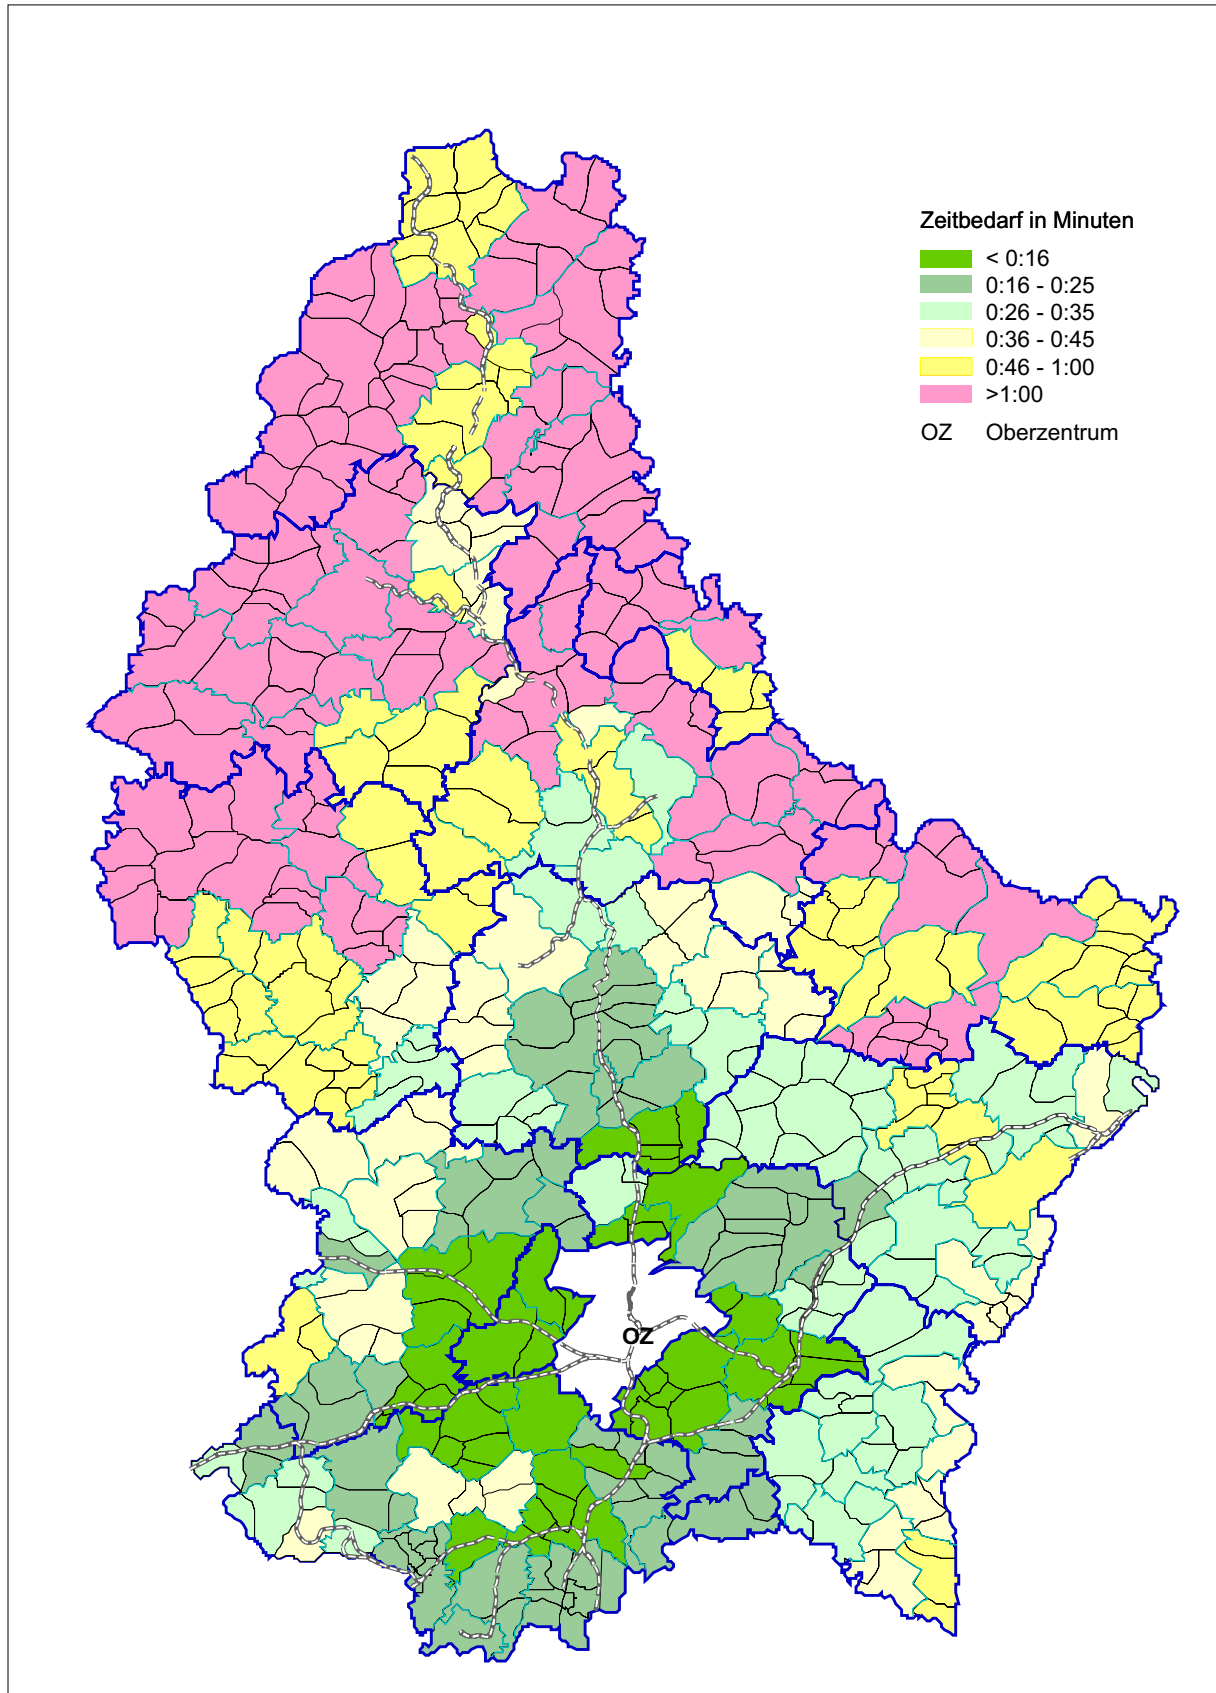 Zeitbedarf in Minuten
< 0:16
0:16 - 0:25
0:26 - 0:35
0:36 - 0:45
0:46 - 1:00
>1:00
OZ Oberzentrum
OZ